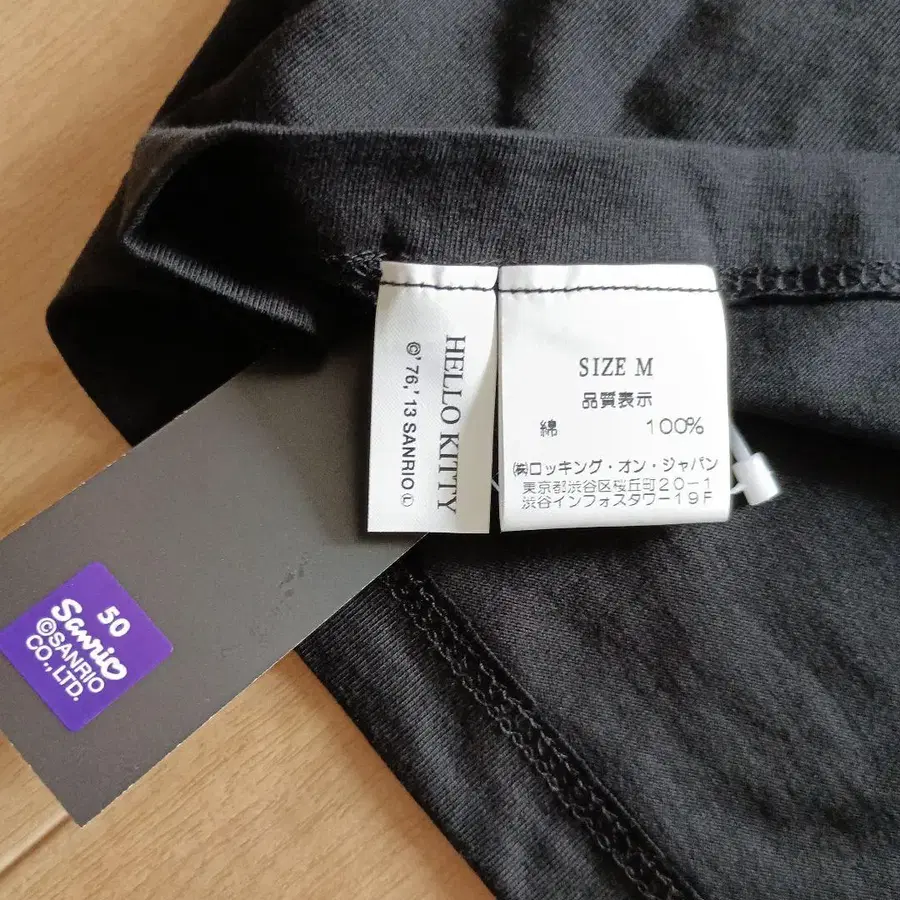 HELLO KITTY
©'76,'13 SANRIO Ⓛ
SIZE M
品質表示
綿 100%
㈱ロッキング・オン・ジャパン
東京都渋谷区桜丘町20-1
渋谷インフォスタワー19F
50
Sanrio
©SANRIO
CO.,LTD.